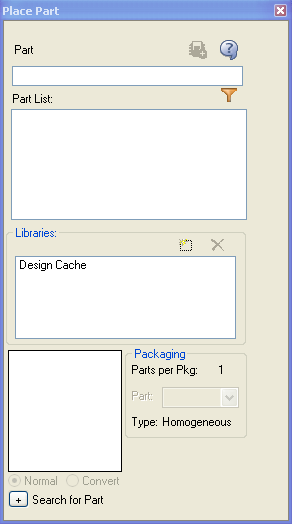 Place Part
Part
Part List:
Libraries:
Design Cache
Packaging
Parts per Pkg: 1
Part:
Type: Homogeneous
Normal Convert
+ Search for Part